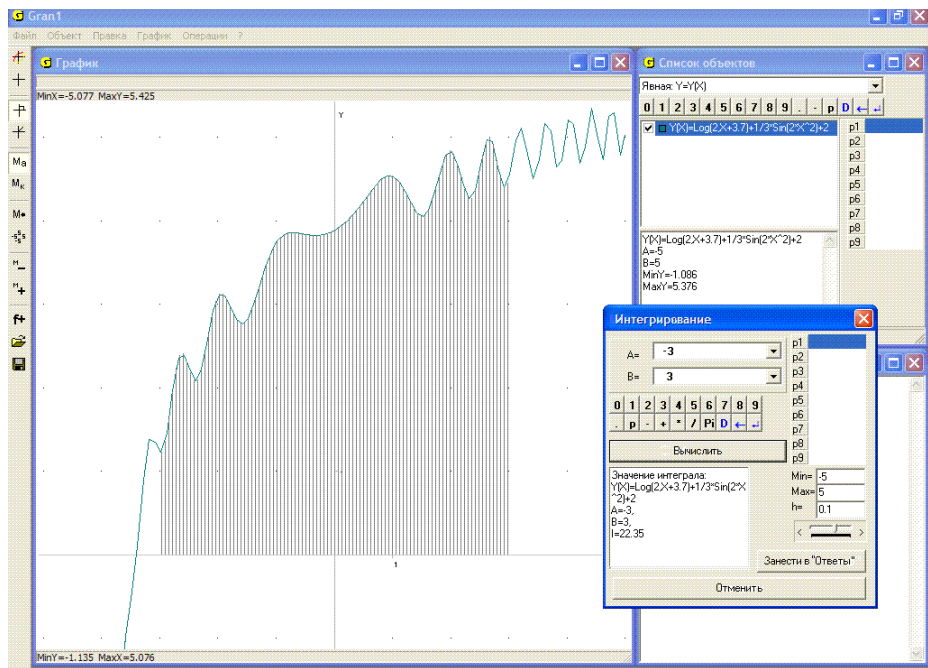 Gran1
Файл Объект Правка График Операции ?
График
MinX=-5.077 MaxY=5.425
Y
1
MinY=-1.135 MaxX=5.076
Ma
Мк
M•
-5
M
M
f+
Список объектов
Явная: Y=Y(X)
0 1 2 3 4 5 6 7 8 9 . - p D ← ↵
Y(X)=Log(2,X+3.7)+1/3*Sin(2*X^2)+2
p1
p2
p3
p4
p5
p6
p7
p8
p9
Y(X)=Log(2,X+3.7)+1/3*Sin(2*X^2)+2
A=-5
B=5
MinY=-1.086
MaxY=5.376
Интегрирование
A= -3
B= 3
0 1 2 3 4 5 6 7 8 9
. p - + * / Pi D ← ↵
Вычислить
p1
p2
p3
p4
p5
p6
p7
p8
p9
Значение интеграла:
Y(X)=Log(2,X+3.7)+1/3*Sin(2*X
^2)+2
A=-3,
B=3,
I=22.35
Min= -5
Max= 5
h= 0.1
< >
Занести в "Ответы"
Отменить